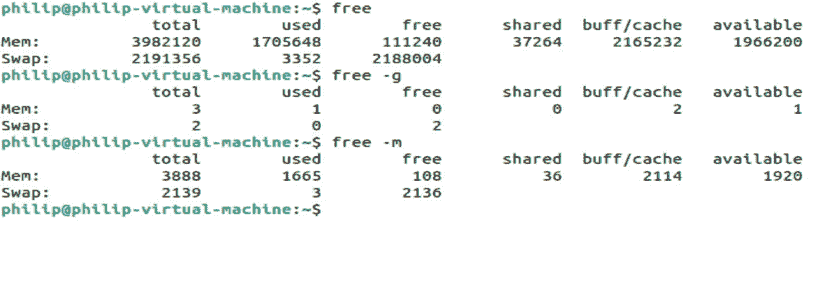 philip@philip-virtual-machine:~$ free
total used free shared buff/cache available
Mem: 3982120 1705648 111240 37264 2165232 1966200
Swap: 2191356 3352 2188004
philip@philip-virtual-machine:~$ free -g
total used free shared buff/cache available
Mem: 3 1 0 0 2 1
Swap: 2 0 2
philip@philip-virtual-machine:~$ free -m
total used free shared buff/cache available
Mem: 3888 1665 108 36 2114 1920
Swap: 2139 3 2136
philip@philip-virtual-machine:~$